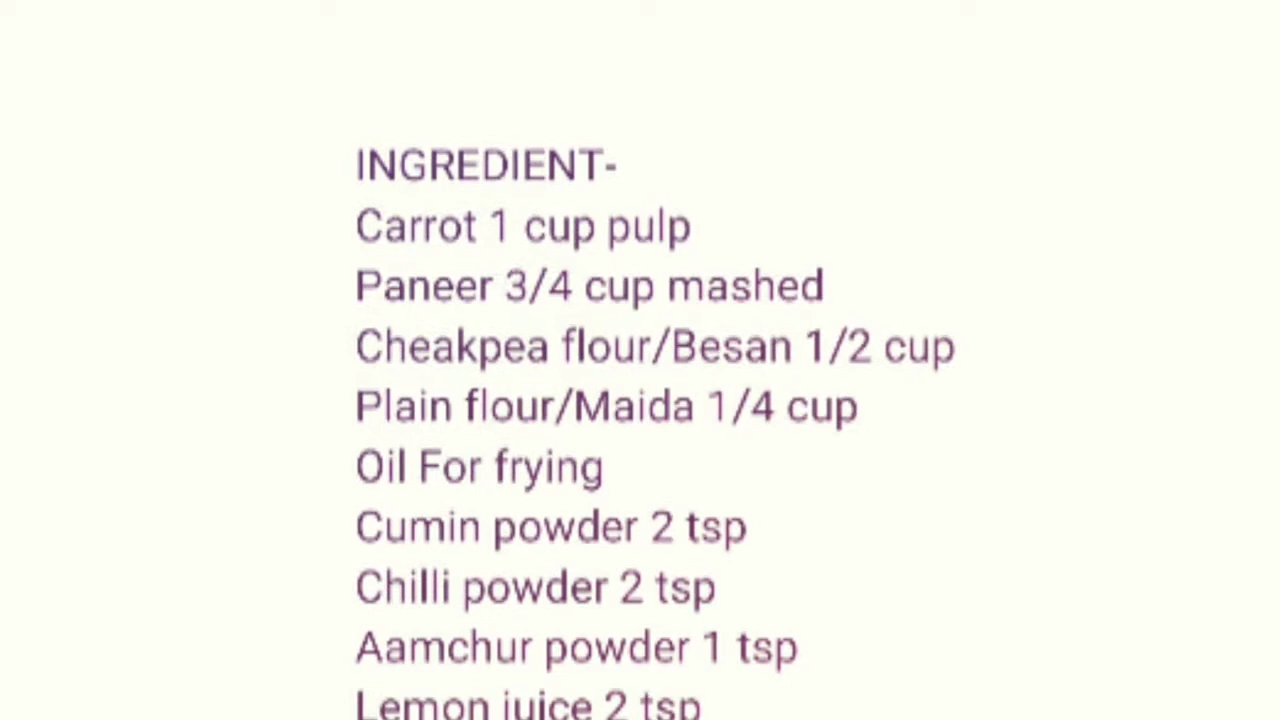 INGREDIENT-
Carrot 1 cup pulp
Paneer 3/4 cup mashed
Cheakpea flour/Besan 1/2 cup
Plain flour/Maida 1/4 cup
Oil For frying
Cumin powder 2 tsp
Chilli powder 2 tsp
Aamchur powder 1 tsp
Lemon juice 2 tsp